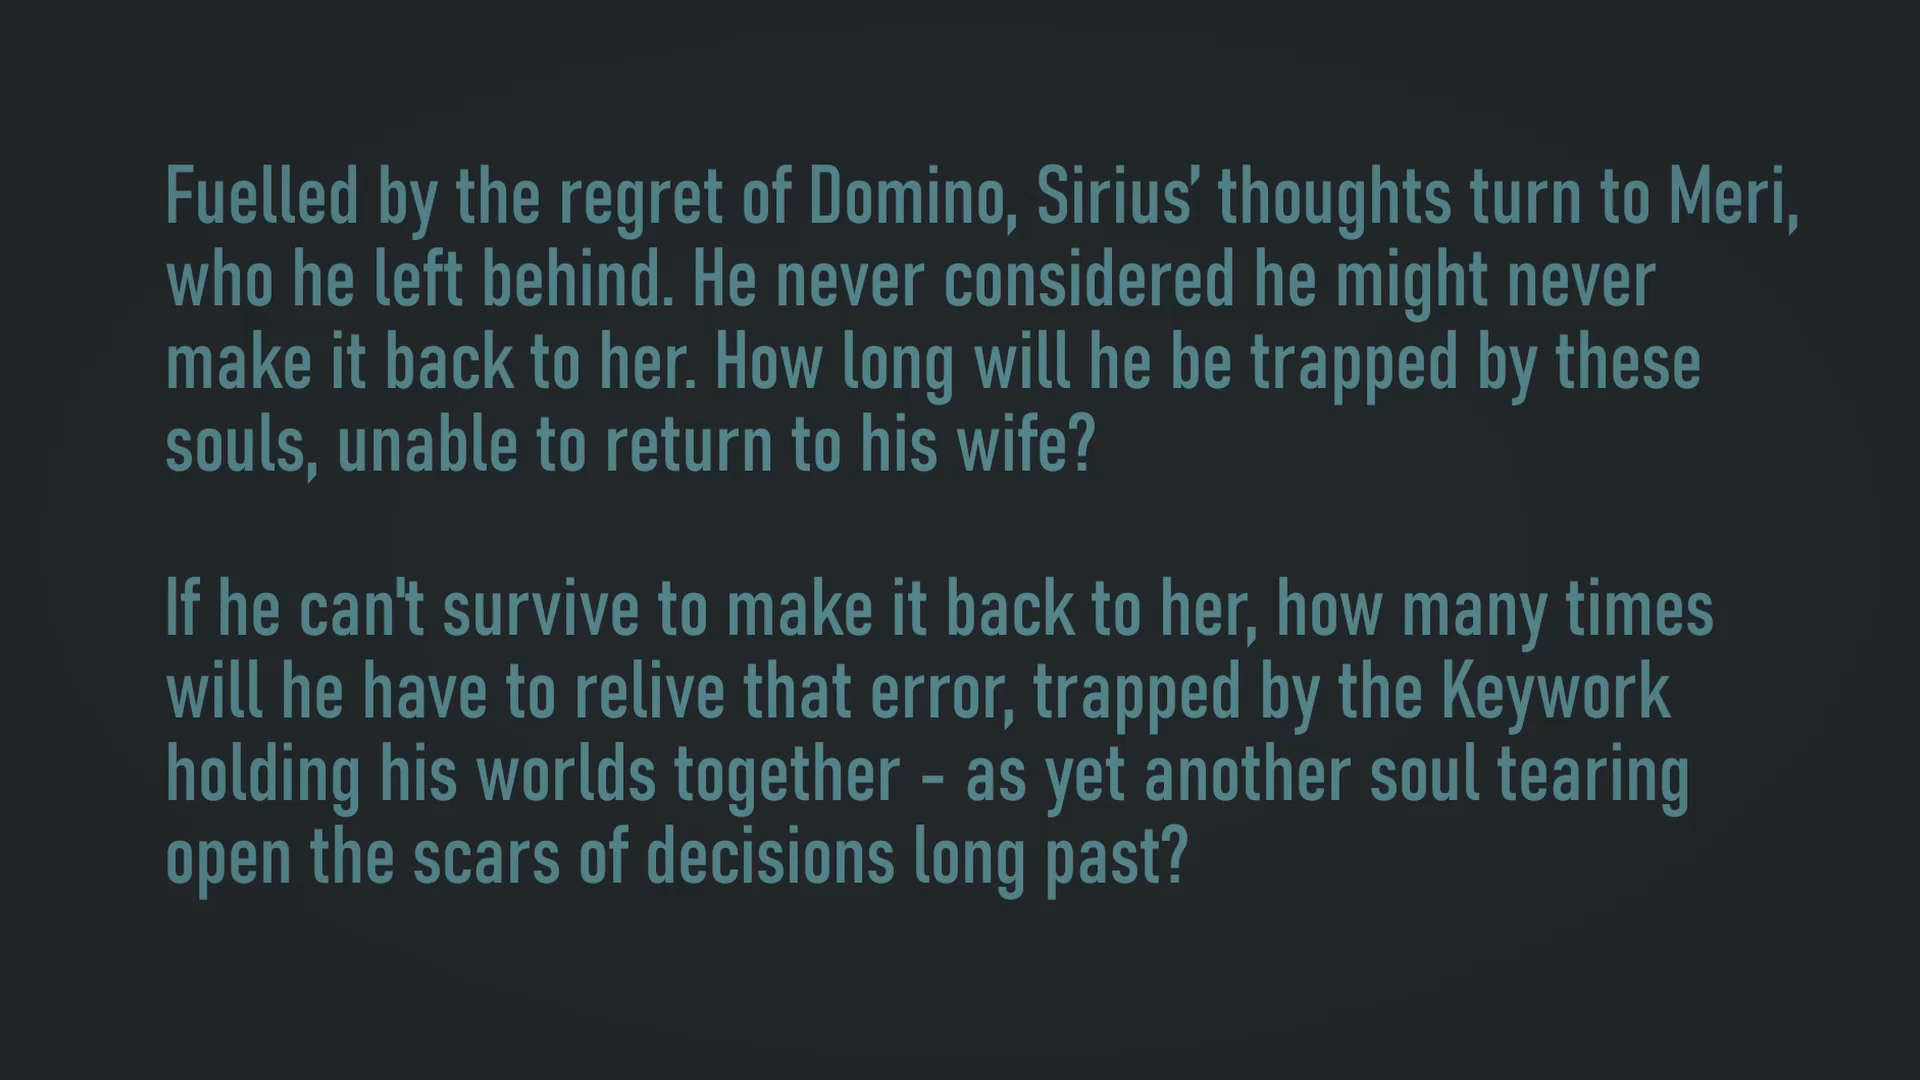 Fuelled by the regret of Domino, Sirius’ thoughts turn to Meri,
who he left behind. He never considered he might never
make it back to her. How long will he be trapped by these
souls, unable to return to his wife?
If he can't survive to make it back to her, how many times
will he have to relive that error, trapped by the Keywork
holding his worlds together - as yet another soul tearing
open the scars of decisions long past?